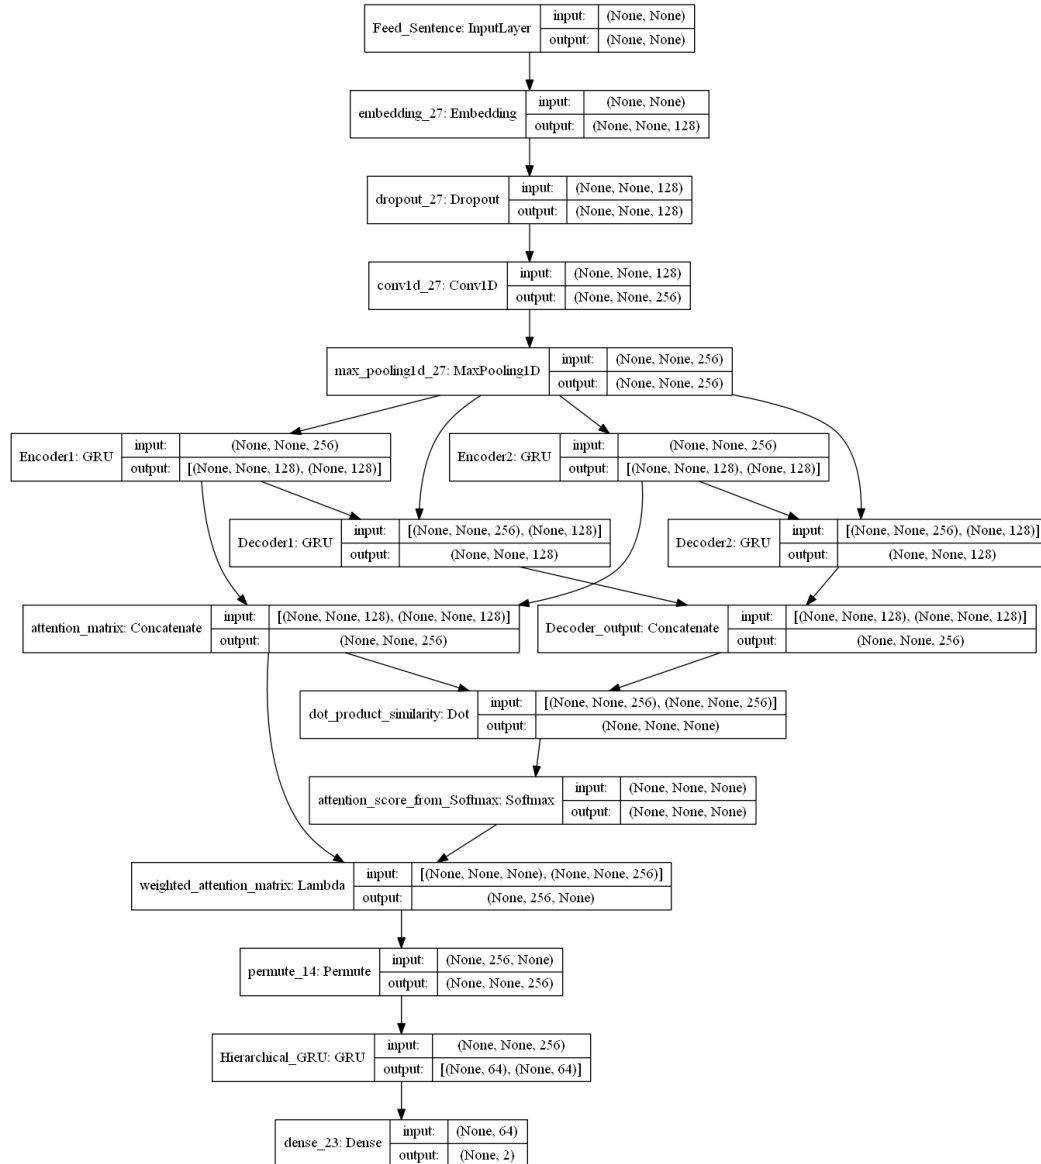 Feed_Sentence: InputLayer
input: (None, None)
output: (None, None)
embedding_27: Embedding
input: (None, None)
output: (None, None, 128)
dropout_27: Dropout
input: (None, None, 128)
output: (None, None, 128)
conv1d_27: Conv1D
input: (None, None, 128)
output: (None, None, 256)
max_pooling1d_27: MaxPooling1D
input: (None, None, 256)
output: (None, None, 256)
Encoder1: GRU
input: (None, None, 256)
output: [(None, None, 128), (None, 128)]
Encoder2: GRU
input: (None, None, 256)
output: [(None, None, 128), (None, 128)]
Decoder1: GRU
input: [(None, None, 256), (None, 128)]
output: (None, None, 128)
Decoder2: GRU
input: [(None, None, 256), (None, 128)]
output: (None, None, 128)
attention_matrix: Concatenate
input: [(None, None, 128), (None, None, 128)]
output: (None, None, 256)
Decoder_output: Concatenate
input: [(None, None, 128), (None, None, 128)]
output: (None, None, 256)
dot_product_similarity: Dot
input: [(None, None, 256), (None, None, 256)]
output: (None, None, None)
attention_score_from_Softmax: Softmax
input: (None, None, None)
output: (None, None, None)
weighted_attention_matrix: Lambda
input: [(None, None, None), (None, None, 256)]
output: (None, 256, None)
permute_14: Permute
input: (None, 256, None)
output: (None, None, 256)
Hierarchical_GRU: GRU
input: (None, None, 256)
output: [(None, 64), (None, 64)]
dense_23: Dense
input: (None, 64)
output: (None, 2)